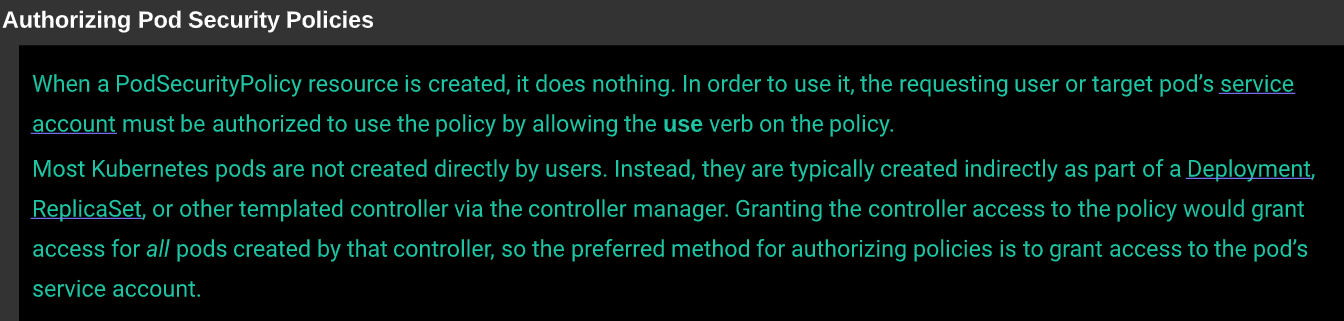 Authorizing Pod Security Policies
When a PodSecurityPolicy resource is created, it does nothing. In order to use it, the requesting user or target pod’s service
account must be authorized to use the policy by allowing the use verb on the policy.
Most Kubernetes pods are not created directly by users. Instead, they are typically created indirectly as part of a Deployment,
ReplicaSet, or other templated controller via the controller manager. Granting the controller access to the policy would grant
access for all pods created by that controller, so the preferred method for authorizing policies is to grant access to the pod’s
service account.